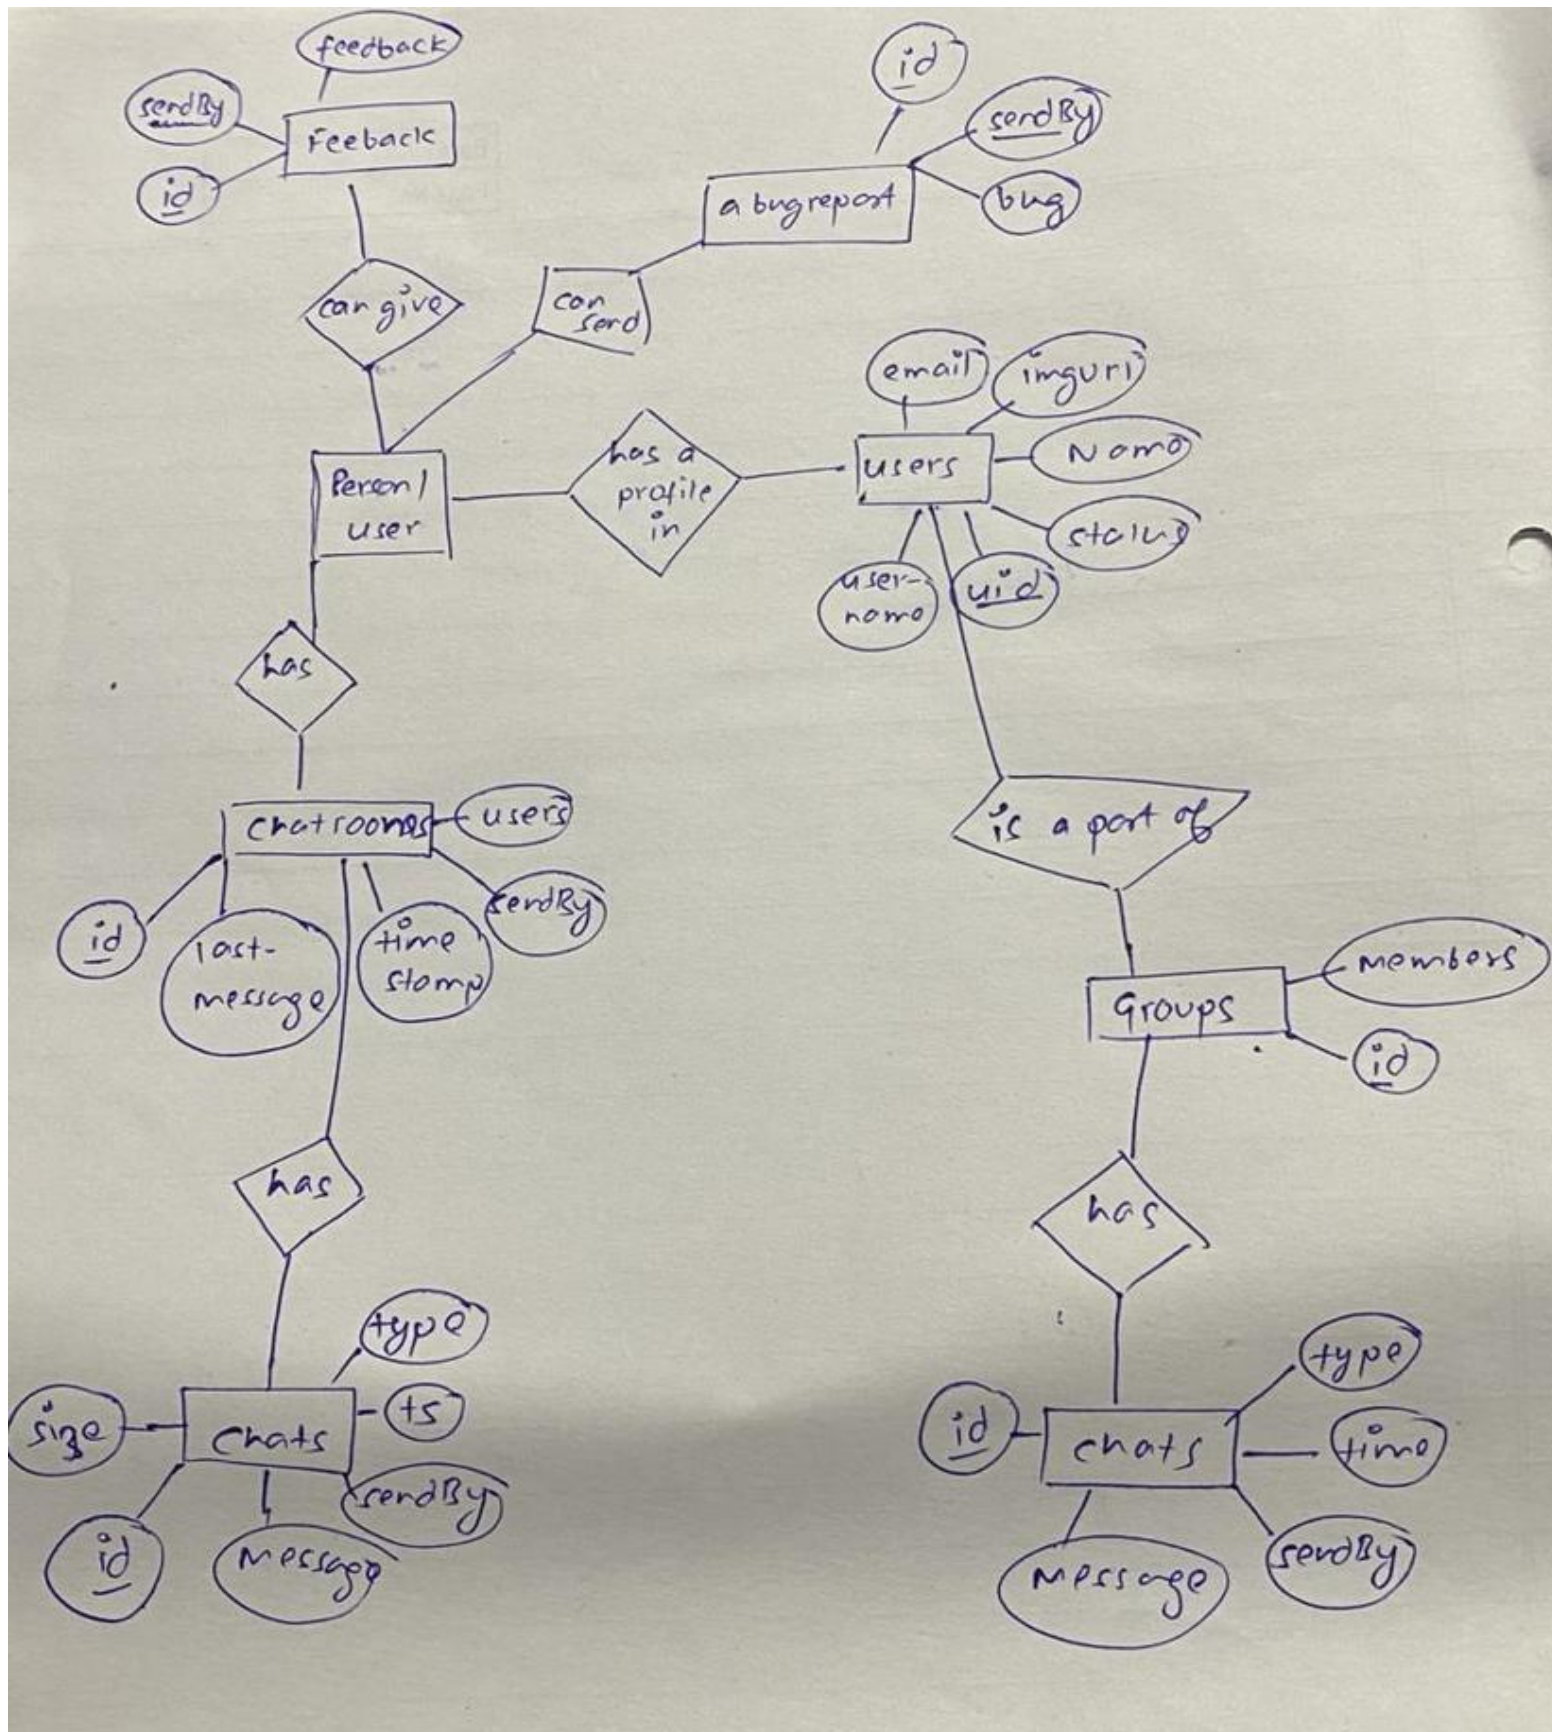 feedback
id
sendBy
sendBy
Feeback
id
a bugreport
bug
can give
can
send
email
imguri
Name
has a
profile
in
users
Person/
user
status
user-
name
uid
has
chatrooms
users
is a part of
sendBy
id
last-
message
time
stamp
members
Groups
id
has
has
type
type
size
chats
ts
id
chats
time
sendBy
id
message
message
sendBy